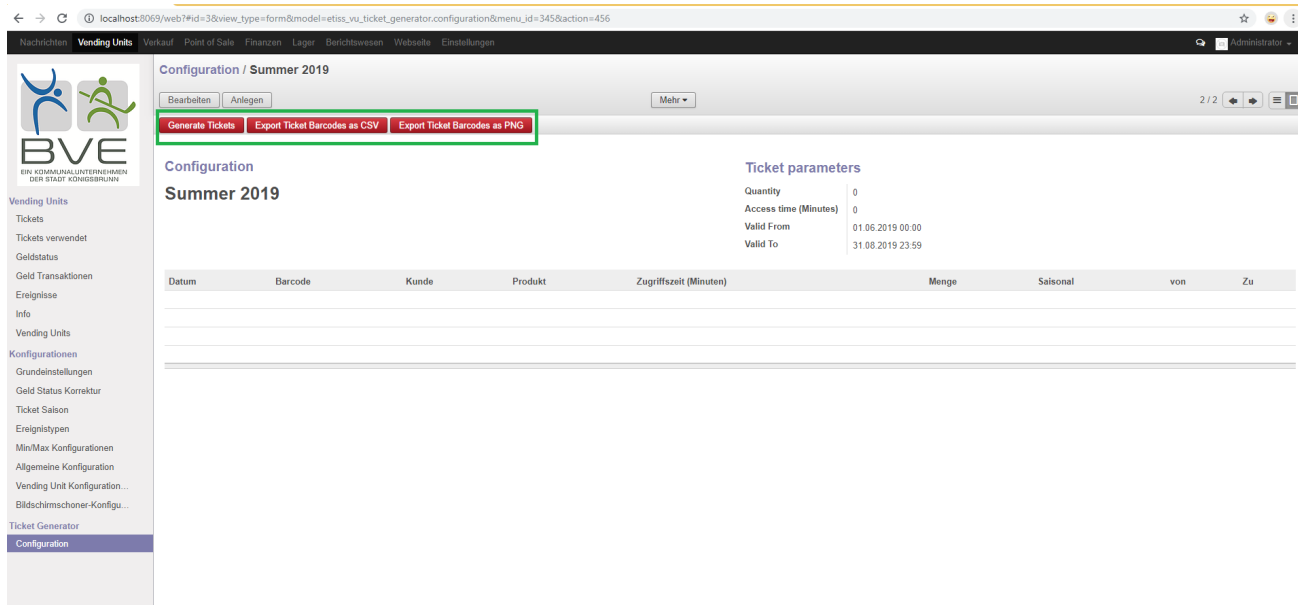 localhost:8069/web?#id=3&view_type=form&model=etiss_vu_ticket_generator.configuration&menu_id=345&action=456
Nachrichten Vending Units Verkauf Point of Sale Finanzen Lager Berichtswesen Webseite Einstellungen Administrator
BVE
EIN KOMMUNALUNTERNEHMEN
DER STADT KÖNIGSBRUNN
Vending Units
Tickets
Tickets verwendet
Geldstatus
Geld Transaktionen
Ereignisse
Info
Vending Units
Konfigurationen
Grundeinstellungen
Geld Status Korrektur
Ticket Saison
Ereignistypen
Min/Max Konfigurationen
Allgemeine Konfiguration
Vending Unit Konfiguration...
Bildschirmschoner-Konfigu...
Ticket Generator
Configuration
Configuration / Summer 2019
Bearbeiten Anlegen Mehr 2 / 2
Generate Tickets Export Ticket Barcodes as CSV Export Ticket Barcodes as PNG
Configuration
Summer 2019
Ticket parameters
Quantity 0
Access time (Minutes) 0
Valid From 01.06.2019 00:00
Valid To 31.08.2019 23:59
Datum Barcode Kunde Produkt Zugriffszeit (Minuten) Menge Saisonal von Zu